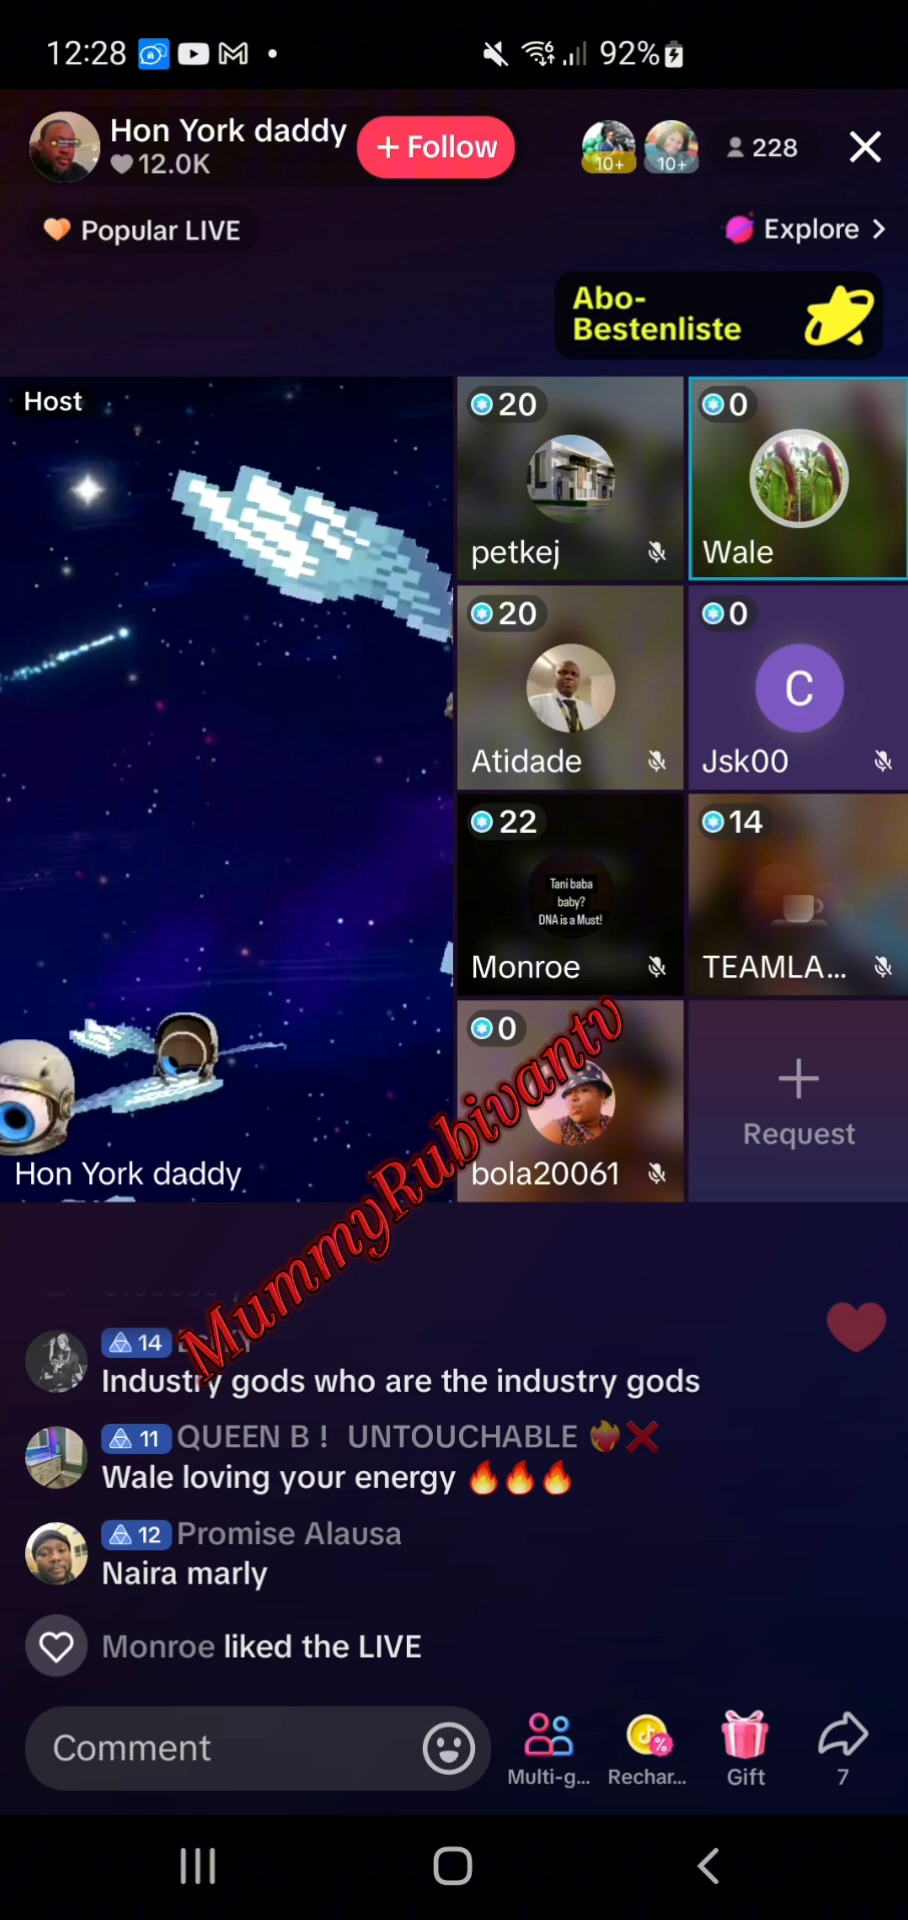 12:28
92%
Hon York daddy
12.0K
+ Follow
10+
10+
228
Popular LIVE
Explore
Abo-
Bestenliste
Host
20
petkej
0
Wale
20
Atidade
0
C
Jsk00
22
Tani baba
baby?
DNA is a Must!
Monroe
14
TEAMLA...
0
bola20061
Request
Hon York daddy
MummyRubivantv
14
Industry gods who are the industry gods
11 QUEEN B ! UNTOUCHABLE ❤️‍🔥❌
Wale loving your energy 🔥🔥🔥
12 Promise Alausa
Naira marly
Monroe liked the LIVE
Comment
Multi-g...
Rechar...
Gift
7